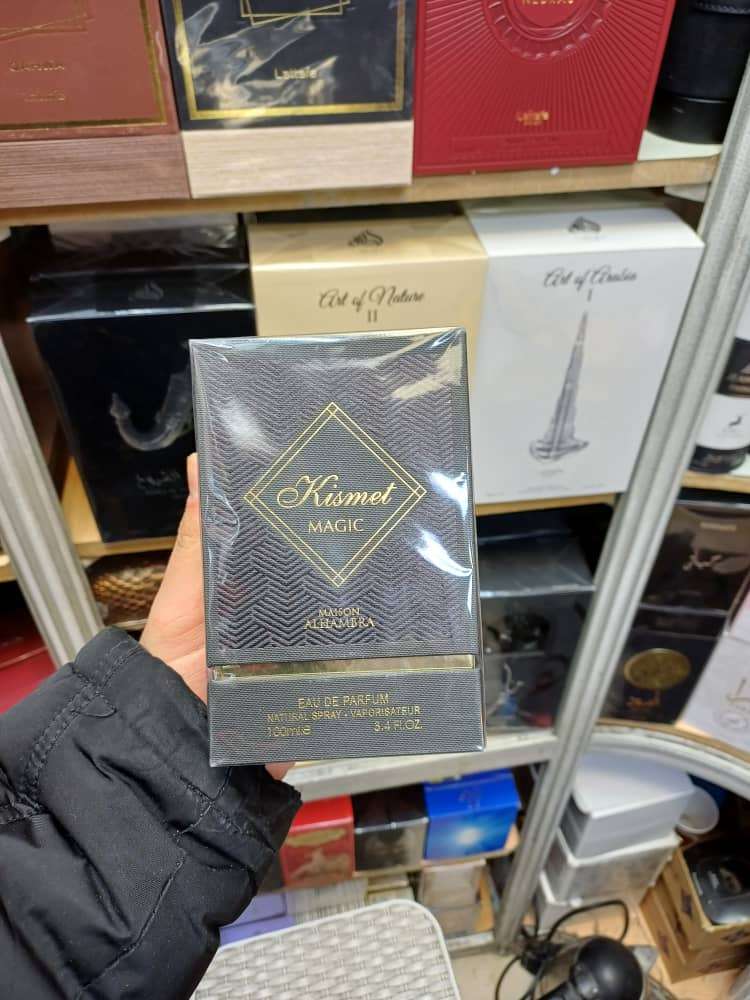 Lattafa
Lattafa
Art of Nature
II
Art of Arabia
I
Kismet
MAGIC
MAISON
ALHAMBRA
EAU DE PARFUM
NATURAL SPRAY - VAPORISATEUR
100ml℮ 3.4 Fl.OZ.